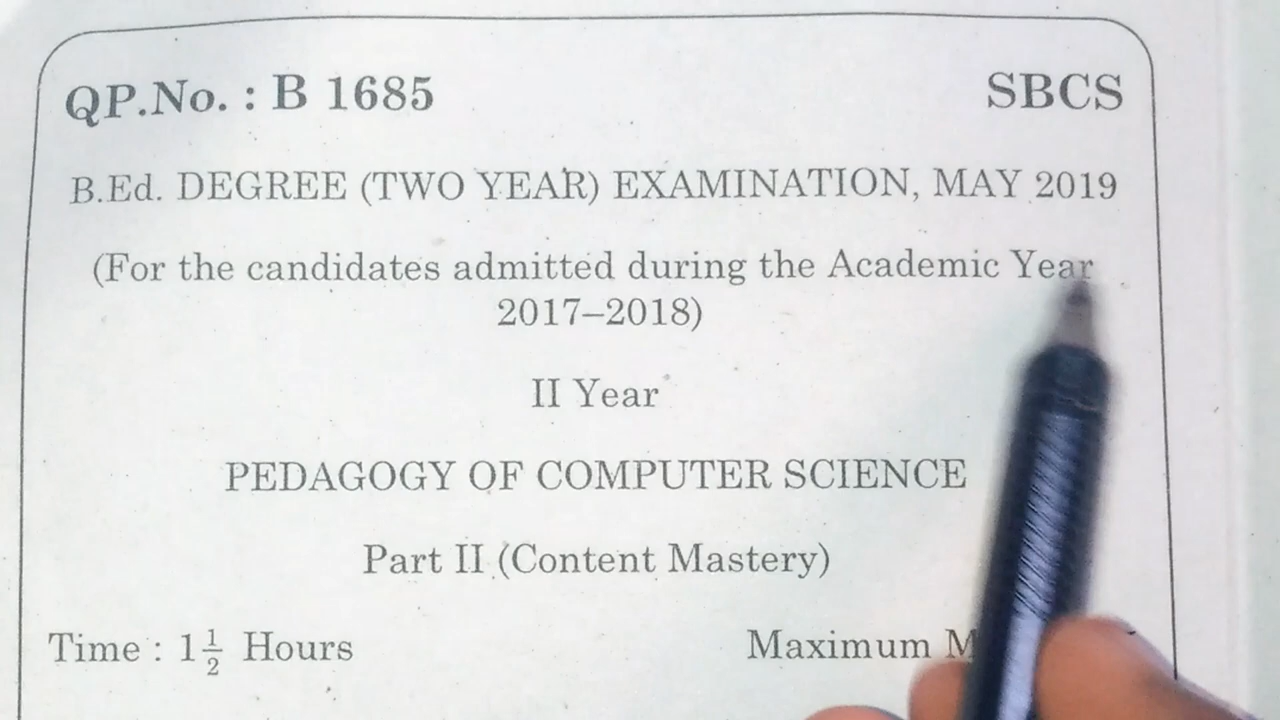 QP.No. : B 1685 SBCS
B.Ed. DEGREE (TWO YEAR) EXAMINATION, MAY 2019
(For the candidates admitted during the Academic Year
2017–2018)
II Year
PEDAGOGY OF COMPUTER SCIENCE
Part II (Content Mastery)
Time : 1½ Hours Maximum